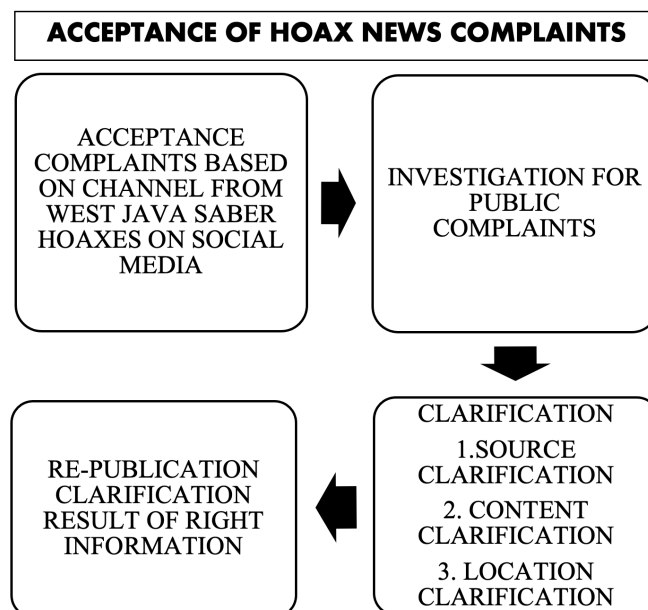 ACCEPTANCE OF HOAX NEWS COMPLAINTS
ACCEPTANCE
COMPLAINTS BASED
ON CHANNEL FROM
WEST JAVA SABER
HOAXES ON SOCIAL
MEDIA
INVESTIGATION FOR
PUBLIC
COMPLAINTS
CLARIFICATION
1.SOURCE
CLARIFICATION
2. CONTENT
CLARIFICATION
3. LOCATION
CLARIFICATION
RE-PUBLICATION
CLARIFICATION
RESULT OF RIGHT
INFORMATION